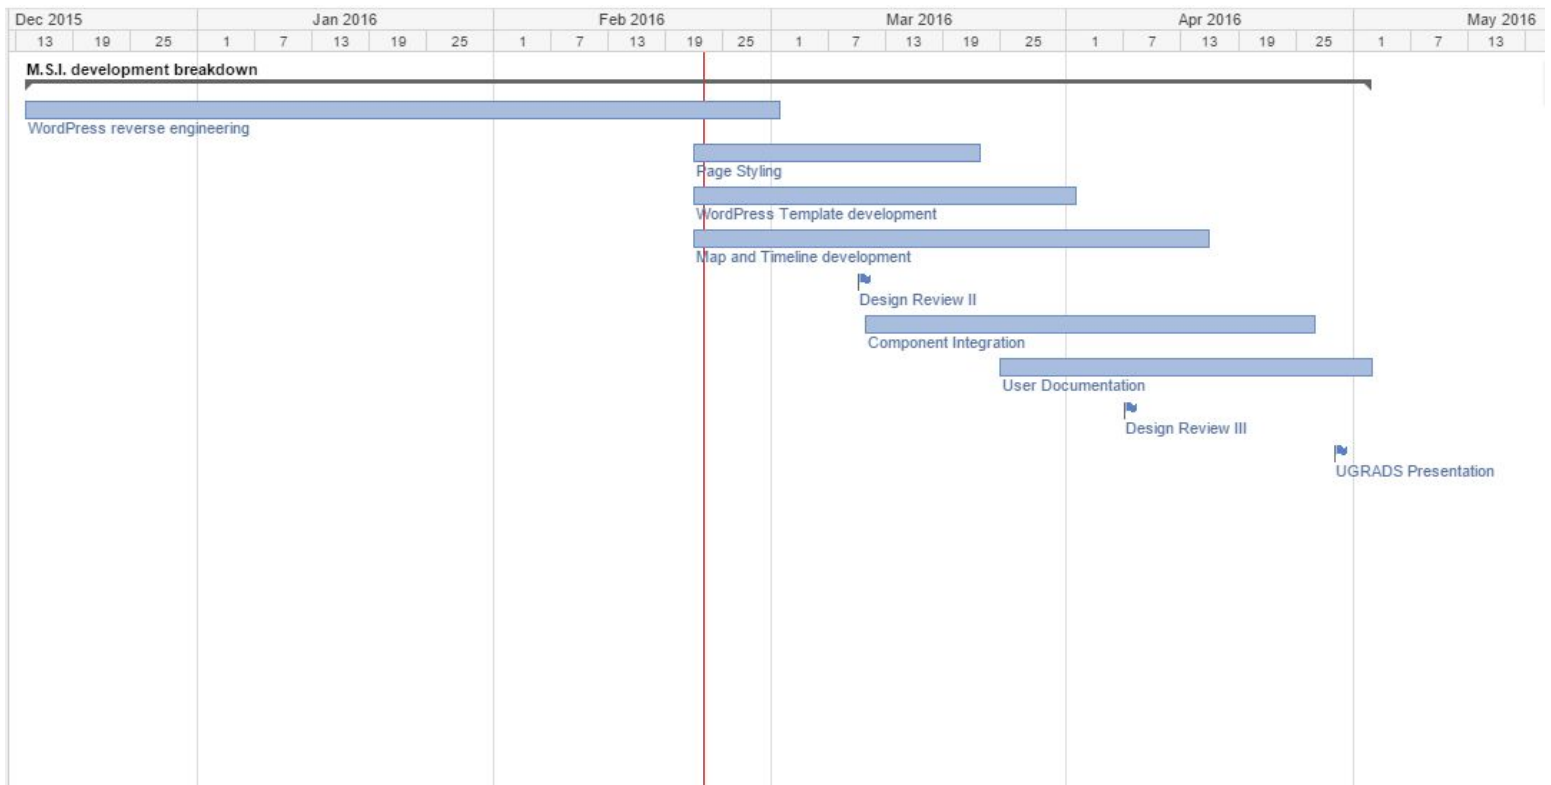 Dec 2015 Jan 2016 Feb 2016 Mar 2016 Apr 2016 May 2016
13 19 25 1 7 13 19 25 1 7 13 19 25 1 7 13 19 25 1 7 13 19 25 1 7 13
M.S.I. development breakdown
WordPress reverse engineering
Page Styling
WordPress Template development
Map and Timeline development
Design Review II
Component Integration
User Documentation
Design Review III
UGRADS Presentation